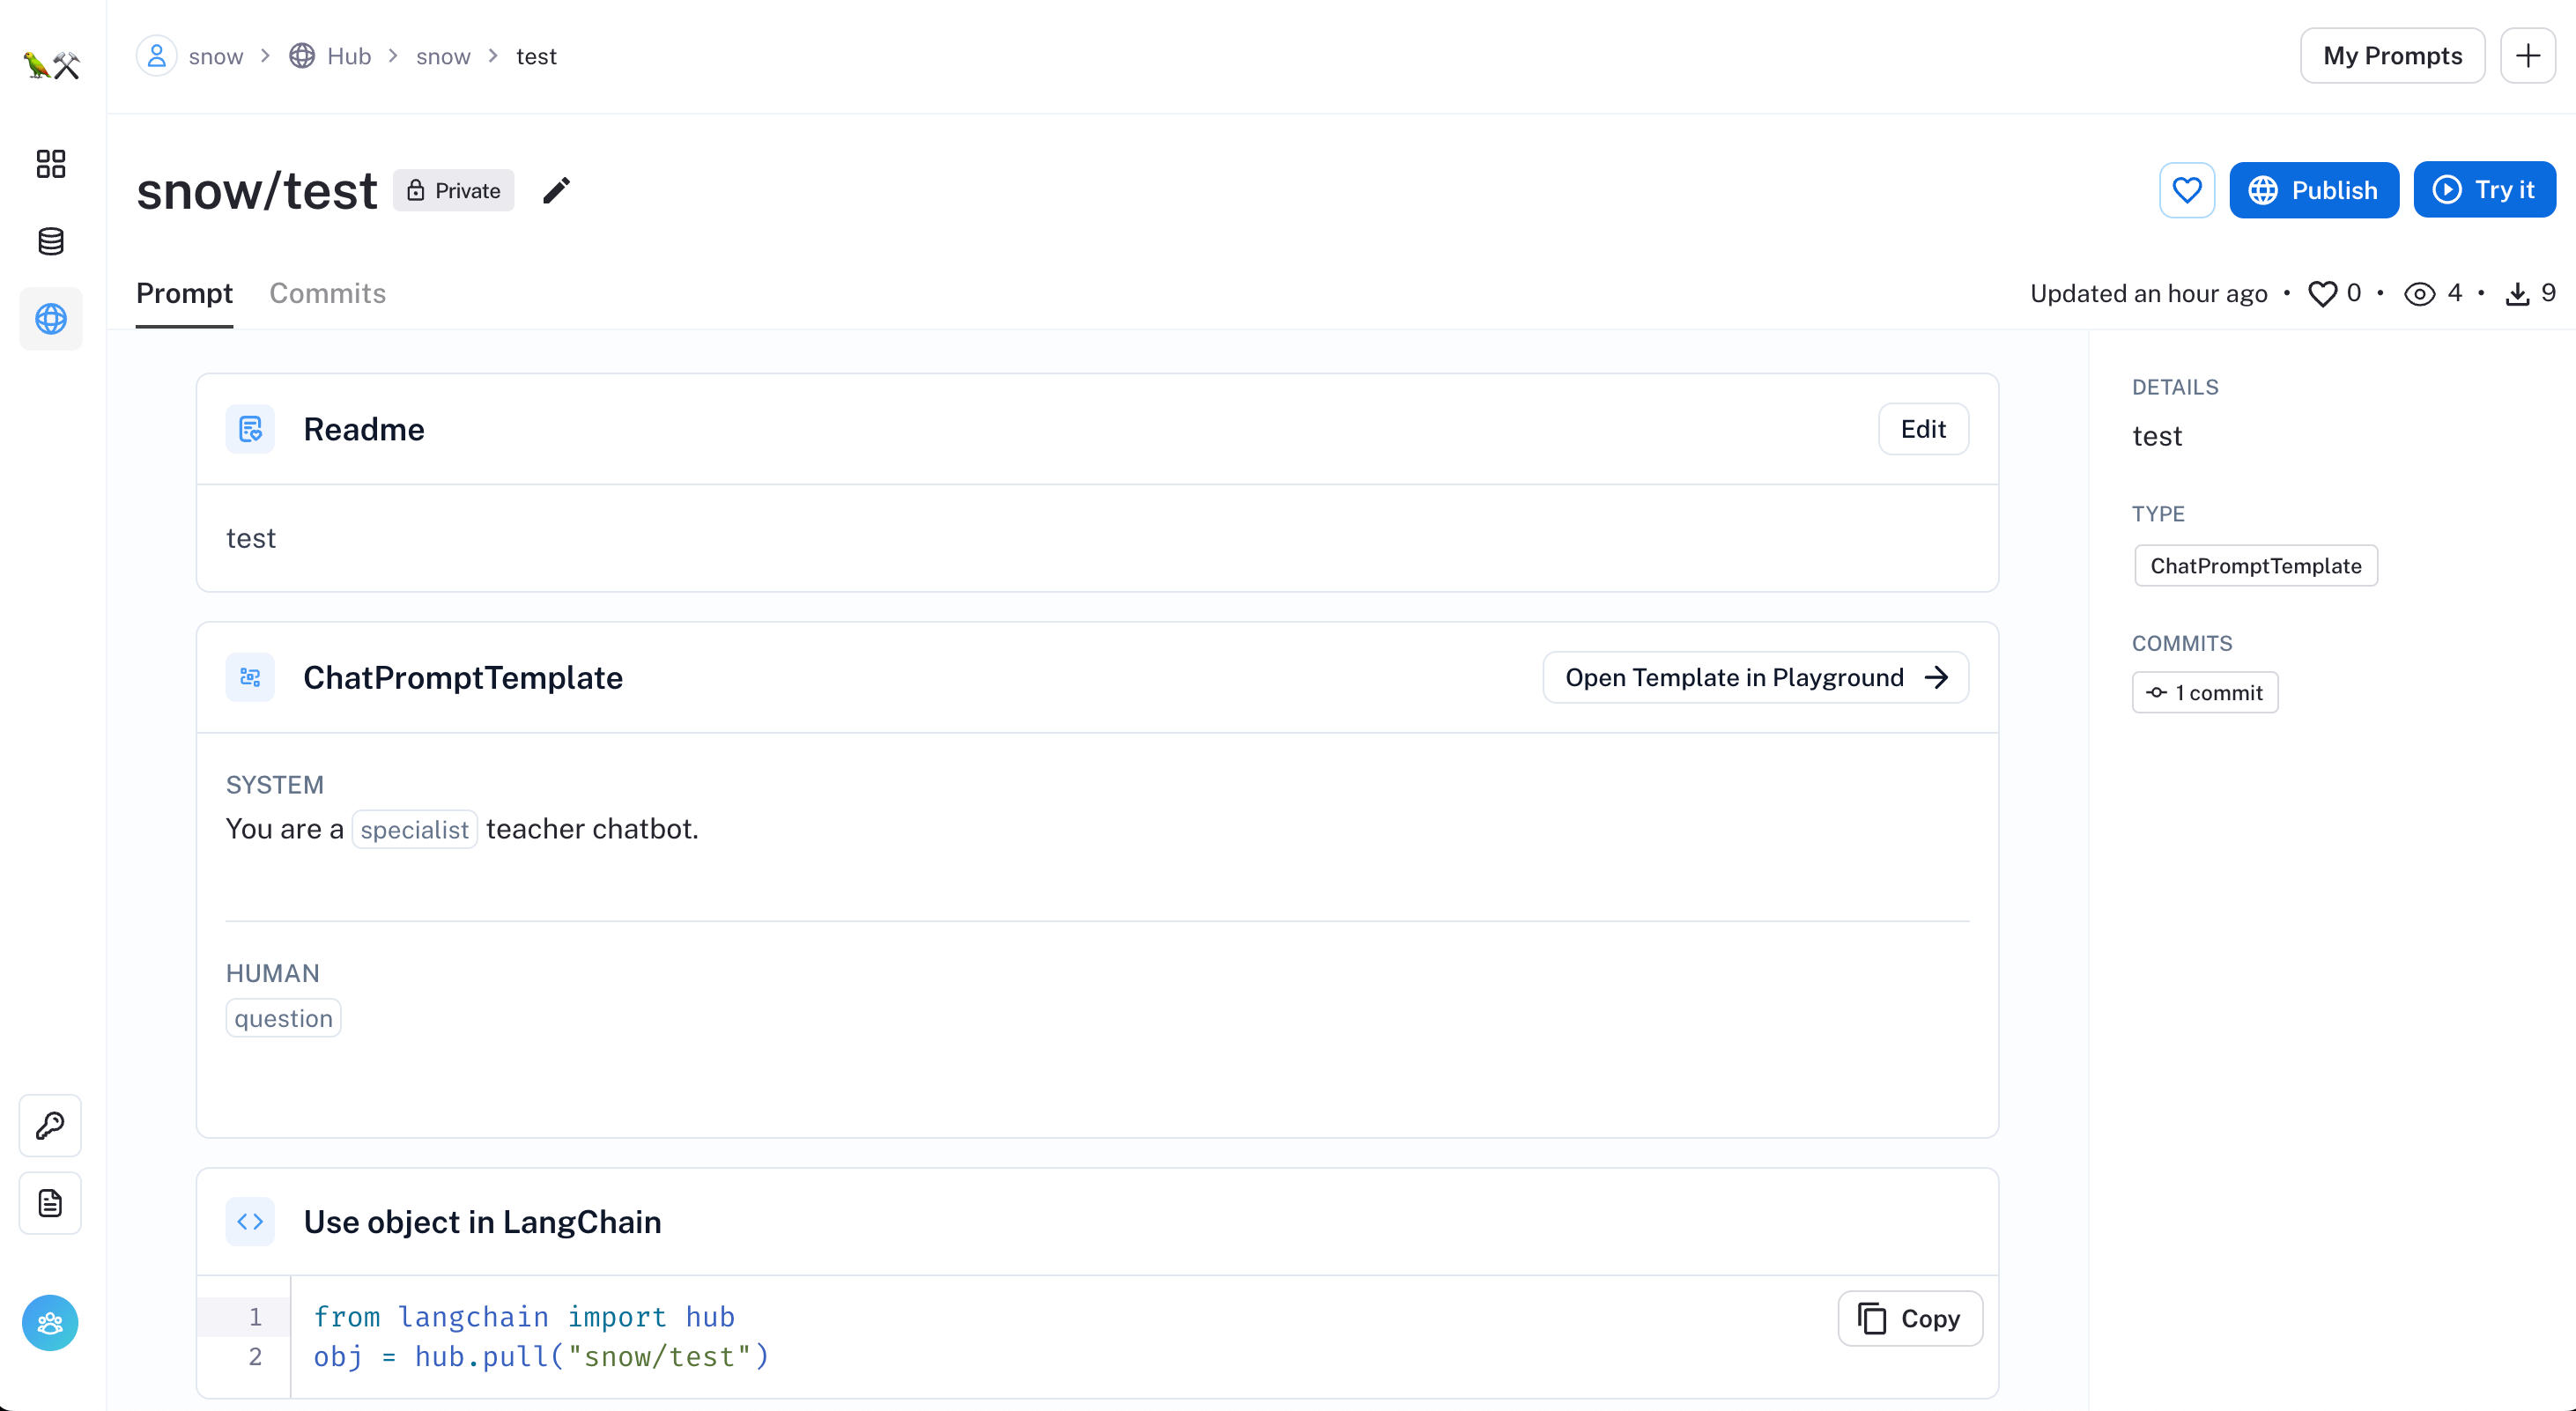 snow > Hub > snow > test
My Prompts
snow/test Private
Publish
Try it
Prompt Commits
Updated an hour ago • 0 • 4 • 9
Readme
Edit
test
ChatPromptTemplate
Open Template in Playground →
SYSTEM
You are a specialist teacher chatbot.
HUMAN
question
Use object in LangChain
1 from langchain import hub
2 obj = hub.pull("snow/test")
Copy
DETAILS
test
TYPE
ChatPromptTemplate
COMMITS
1 commit